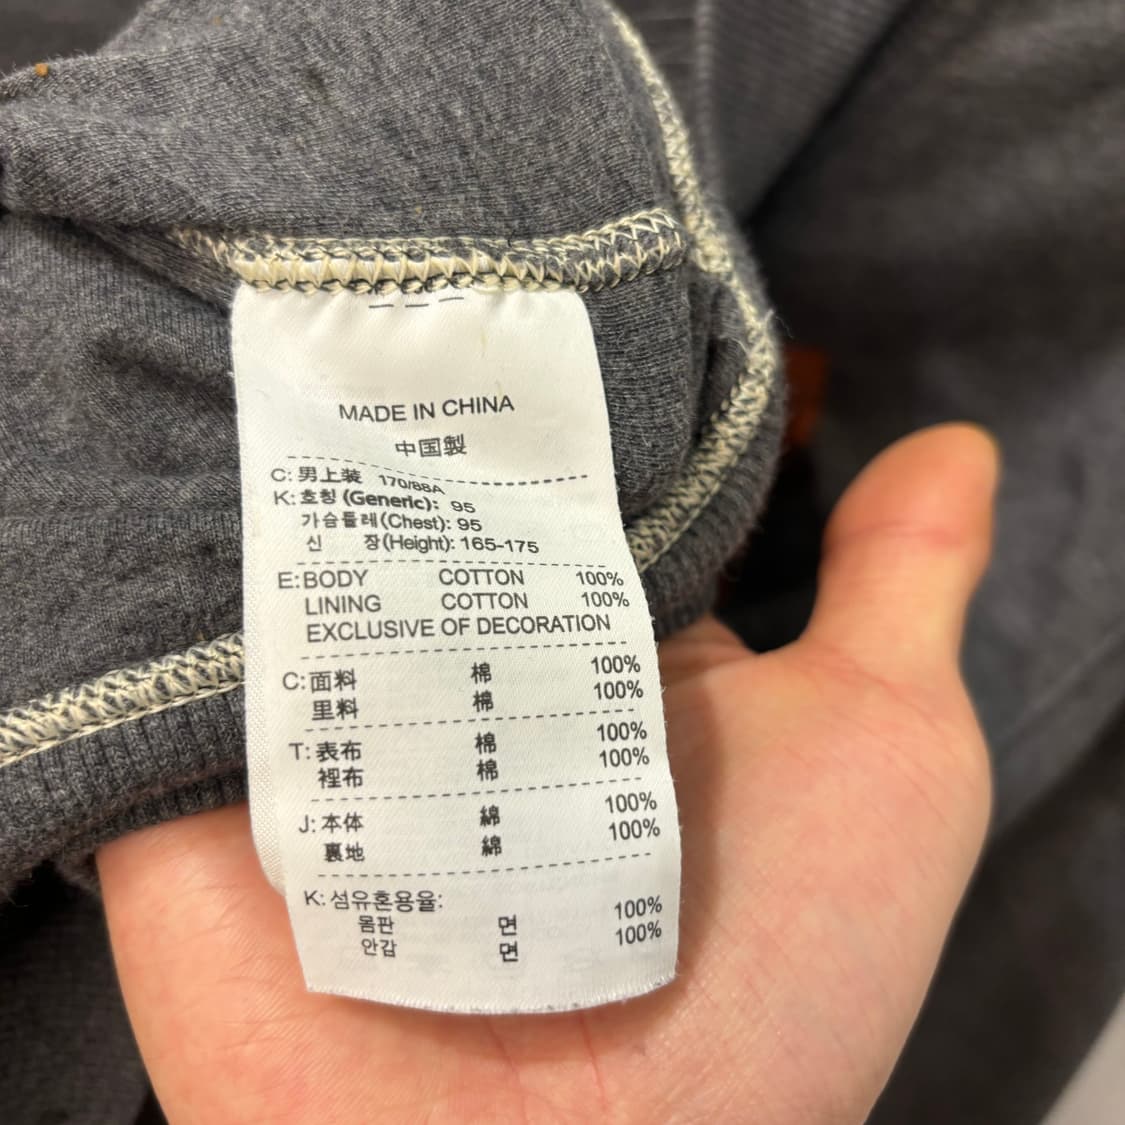 MADE IN CHINA
中国製
C: 男上装 170/88A
K: 호칭 (Generic): 95
가슴둘레(Chest): 95
신 장(Height): 165-175
E: BODY COTTON 100%
LINING COTTON 100%
EXCLUSIVE OF DECORATION
C: 面料 棉 100%
里料 棉 100%
T: 表布 棉 100%
裡布 棉 100%
J: 本体 綿 100%
裏地 綿 100%
K: 섬유혼용율:
몸판 면 100%
안감 면 100%